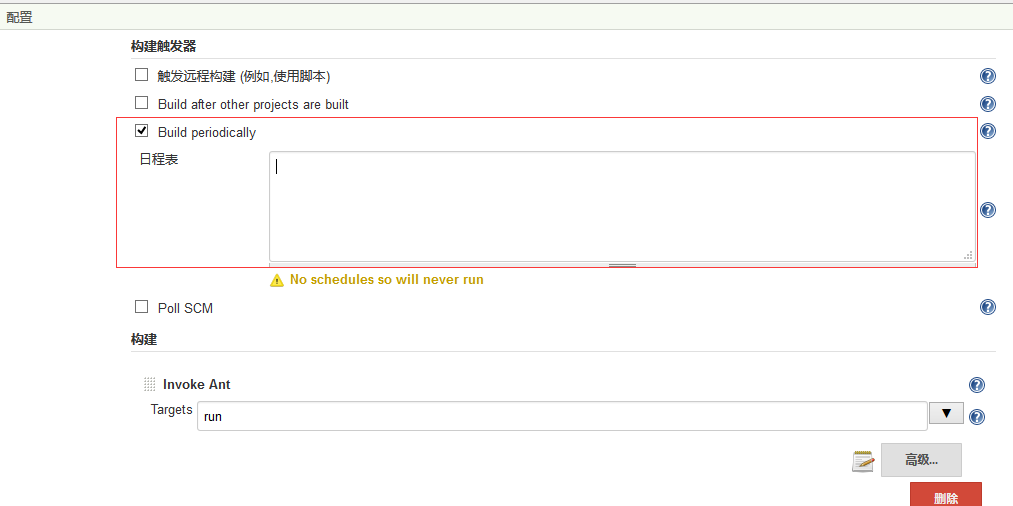 配置
构建触发器
触发远程构建 (例如,使用脚本)
Build after other projects are built
Build periodically
日程表
No schedules so will never run
Poll SCM
构建
Invoke Ant
Targets run
高级...
删除